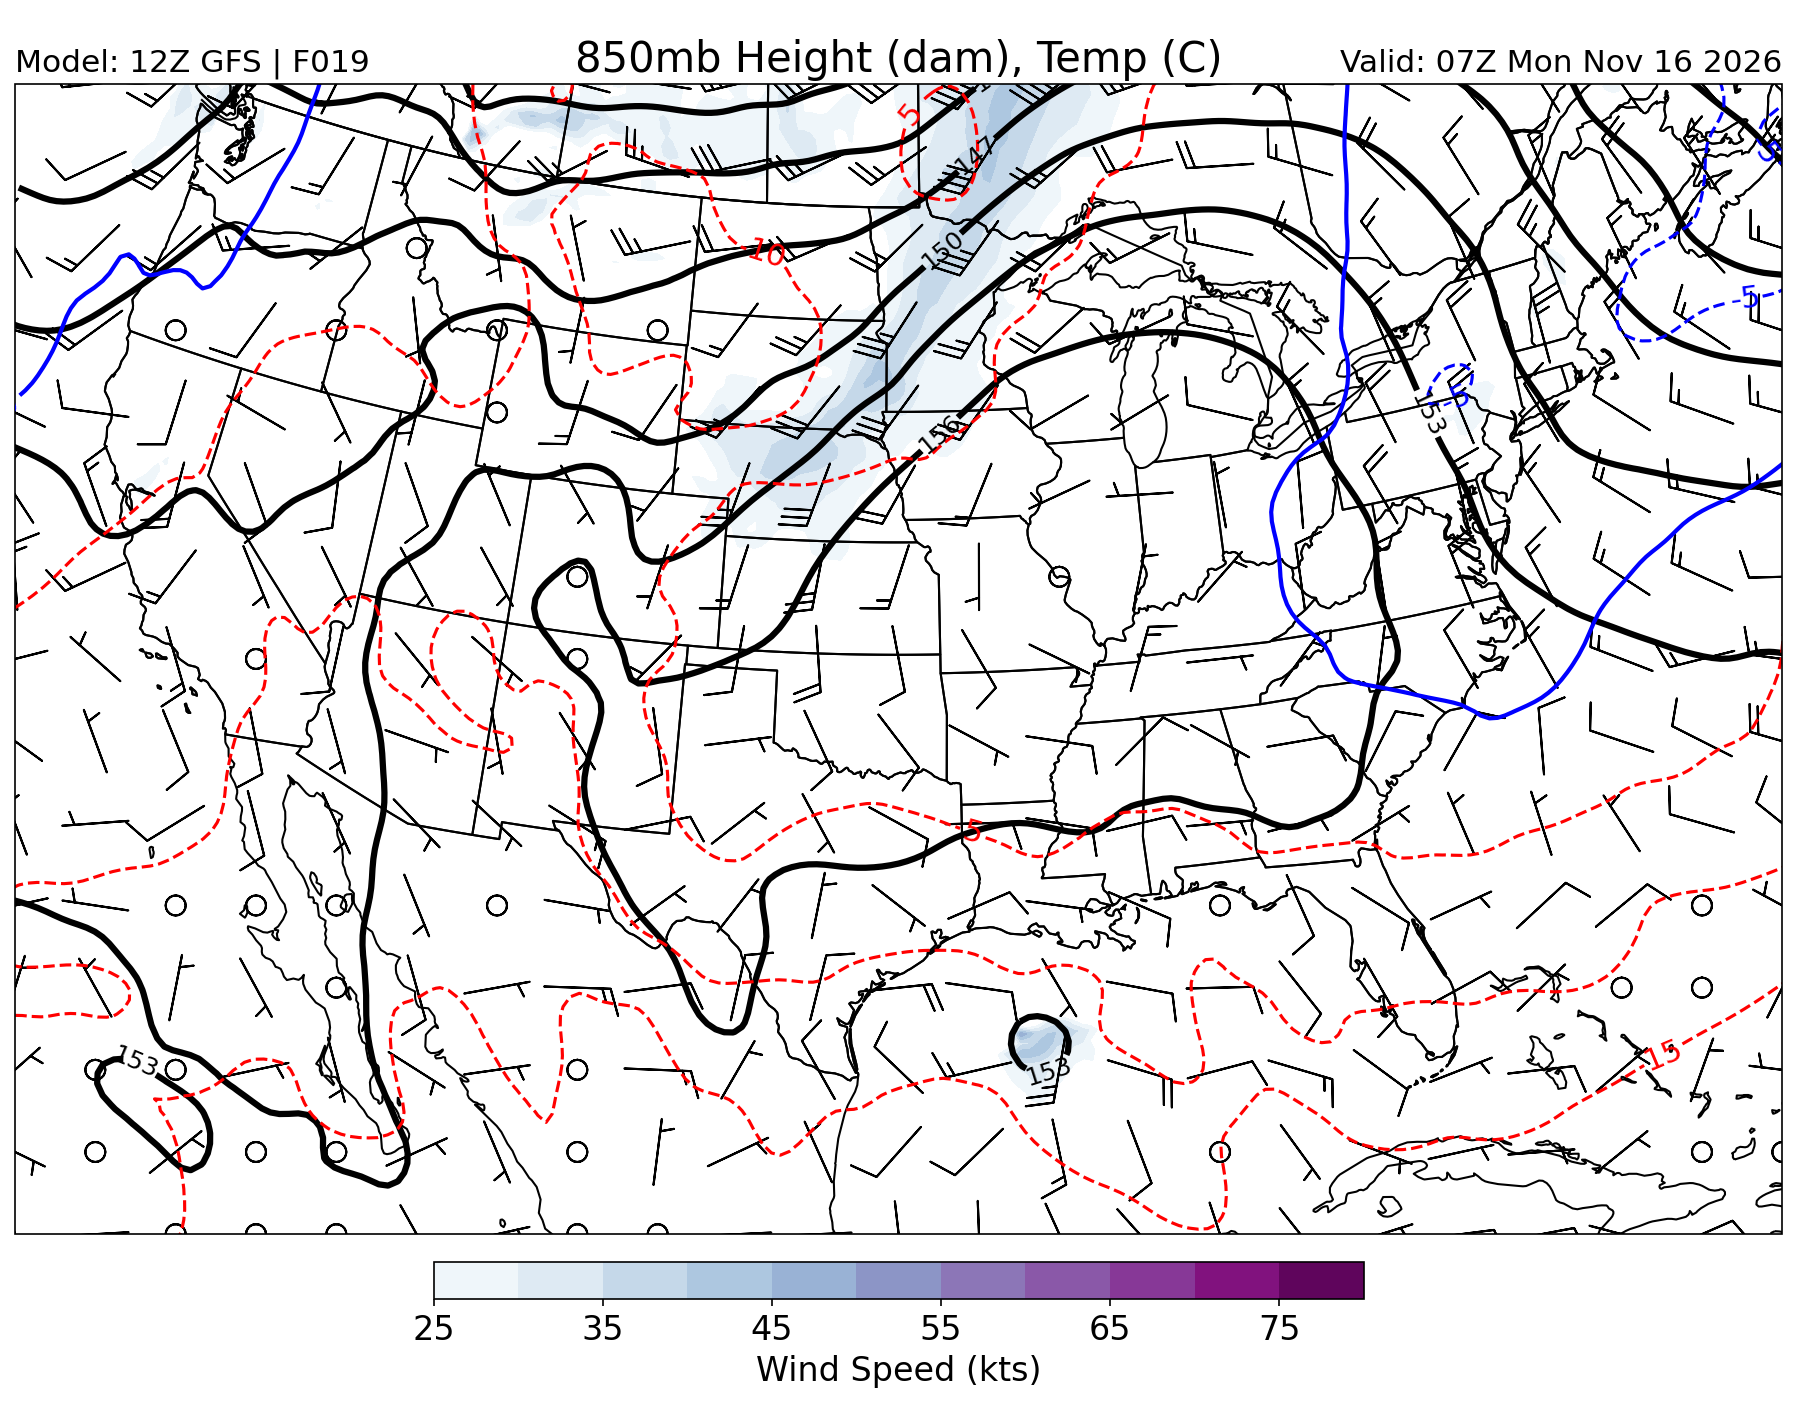 Model: 12Z GFS | F019
850mb Height (dam), Temp (C)
Valid: 07Z Mon Nov 16 2026
5
147
10
150
-5
-5
153
156
5
153
153
15
25 35 45 55 65 75
Wind Speed (kts)